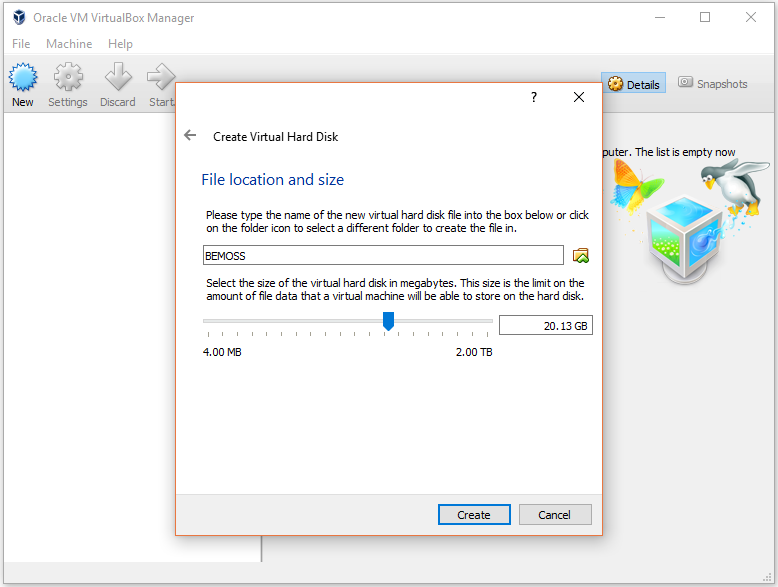 Oracle VM VirtualBox Manager
File Machine Help
New Settings Discard Start
Details Snapshots
?
Create Virtual Hard Disk
puter. The list is empty now
File location and size
Please type the name of the new virtual hard disk file into the box below or click
on the folder icon to select a different folder to create the file in.
BEMOSS
Select the size of the virtual hard disk in megabytes. This size is the limit on the
amount of file data that a virtual machine will be able to store on the hard disk.
20.13 GB
4.00 MB 2.00 TB
Create Cancel